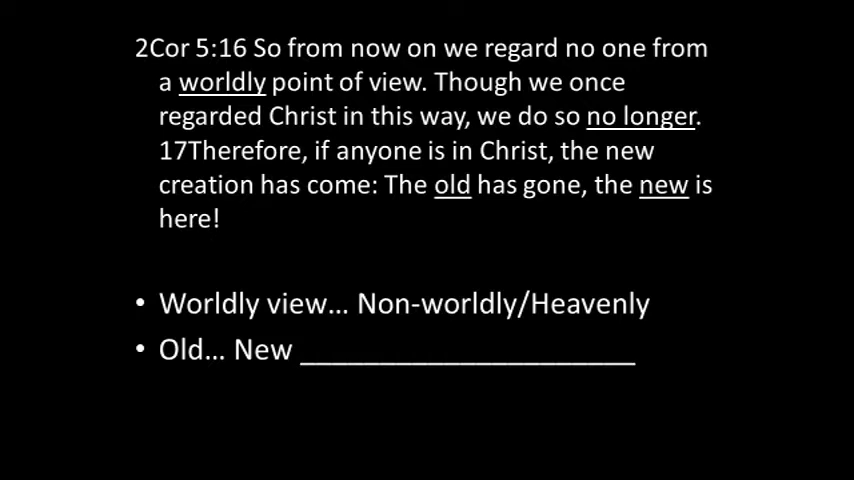 2Cor 5:16 So from now on we regard no one from
a worldly point of view. Though we once
regarded Christ in this way, we do so no longer.
17Therefore, if anyone is in Christ, the new
creation has come: The old has gone, the new is
here!
• Worldly view… Non-worldly/Heavenly
• Old… New ______________________